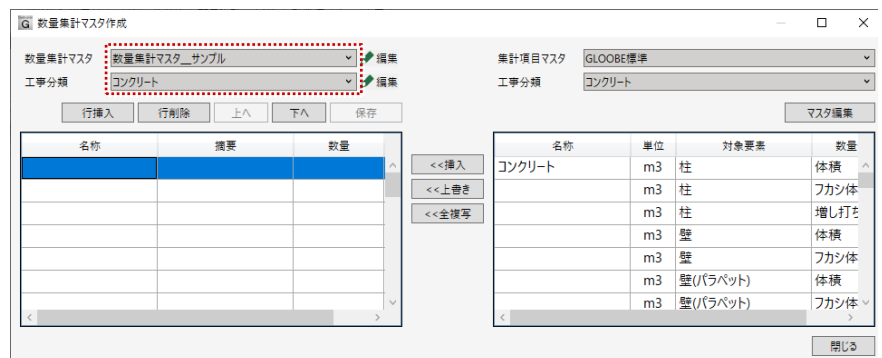 G 数量集計マスタ作成
数量集計マスタ 数量集計マスタ__サンプル 編集 集計項目マスタ GLOOBE標準
工事分類 コンクリート 編集 工事分類 コンクリート
行挿入 行削除 上へ 下へ 保存 マスタ編集
名称 摘要 数量 名称 単位 対象要素 数量
<<挿入 コンクリート m3 柱 体積
<<上書き m3 柱 フカシ体
<<全複写 m3 柱 増し打ち
m3 壁 体積
m3 壁 フカシ体
m3 壁(パラペット) 体積
m3 壁(パラペット) フカシ体
閉じる